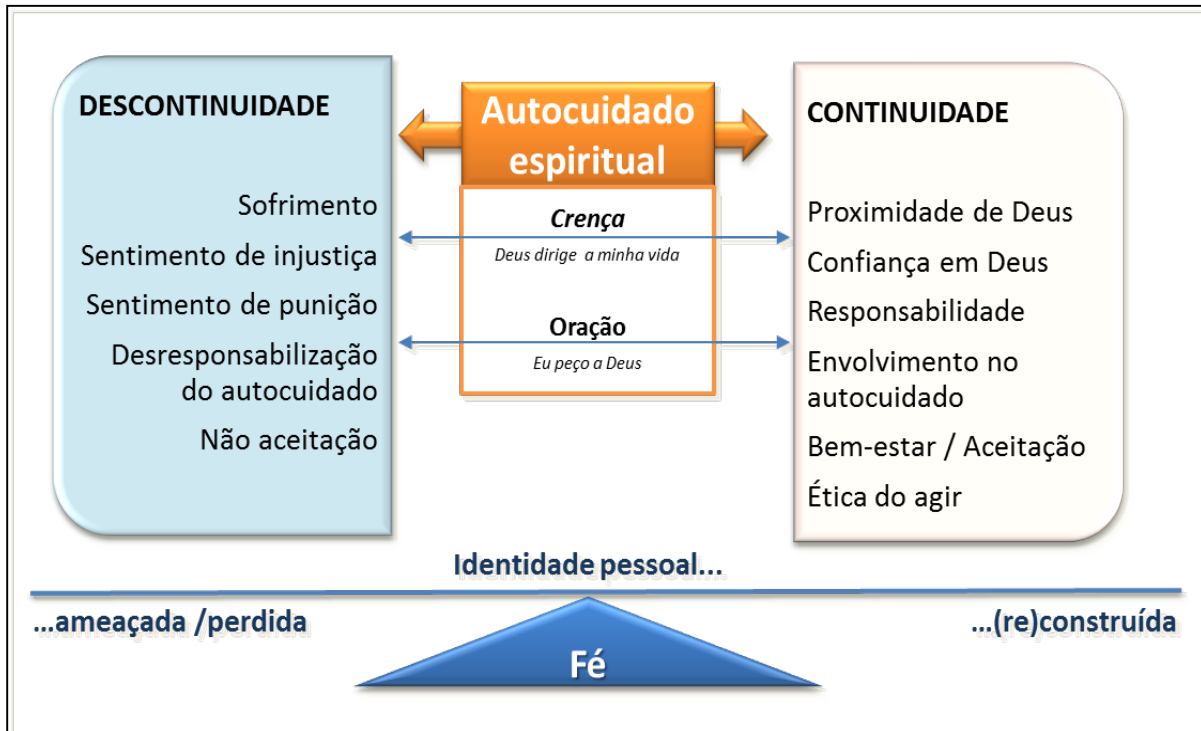 DESCONTINUIDADE
Sofrimento
Sentimento de injustiça
Sentimento de punição
Desresponsabilização
do autocuidado
Não aceitação
Autocuidado
espiritual
Crença
Deus dirige a minha vida
Oração
Eu peço a Deus
CONTINUIDADE
Proximidade de Deus
Confiança em Deus
Responsabilidade
Envolvimento no
autocuidado
Bem-estar / Aceitação
Ética do agir
Identidade pessoal...
...ameaçada /perdida
...(re)construída
Fé